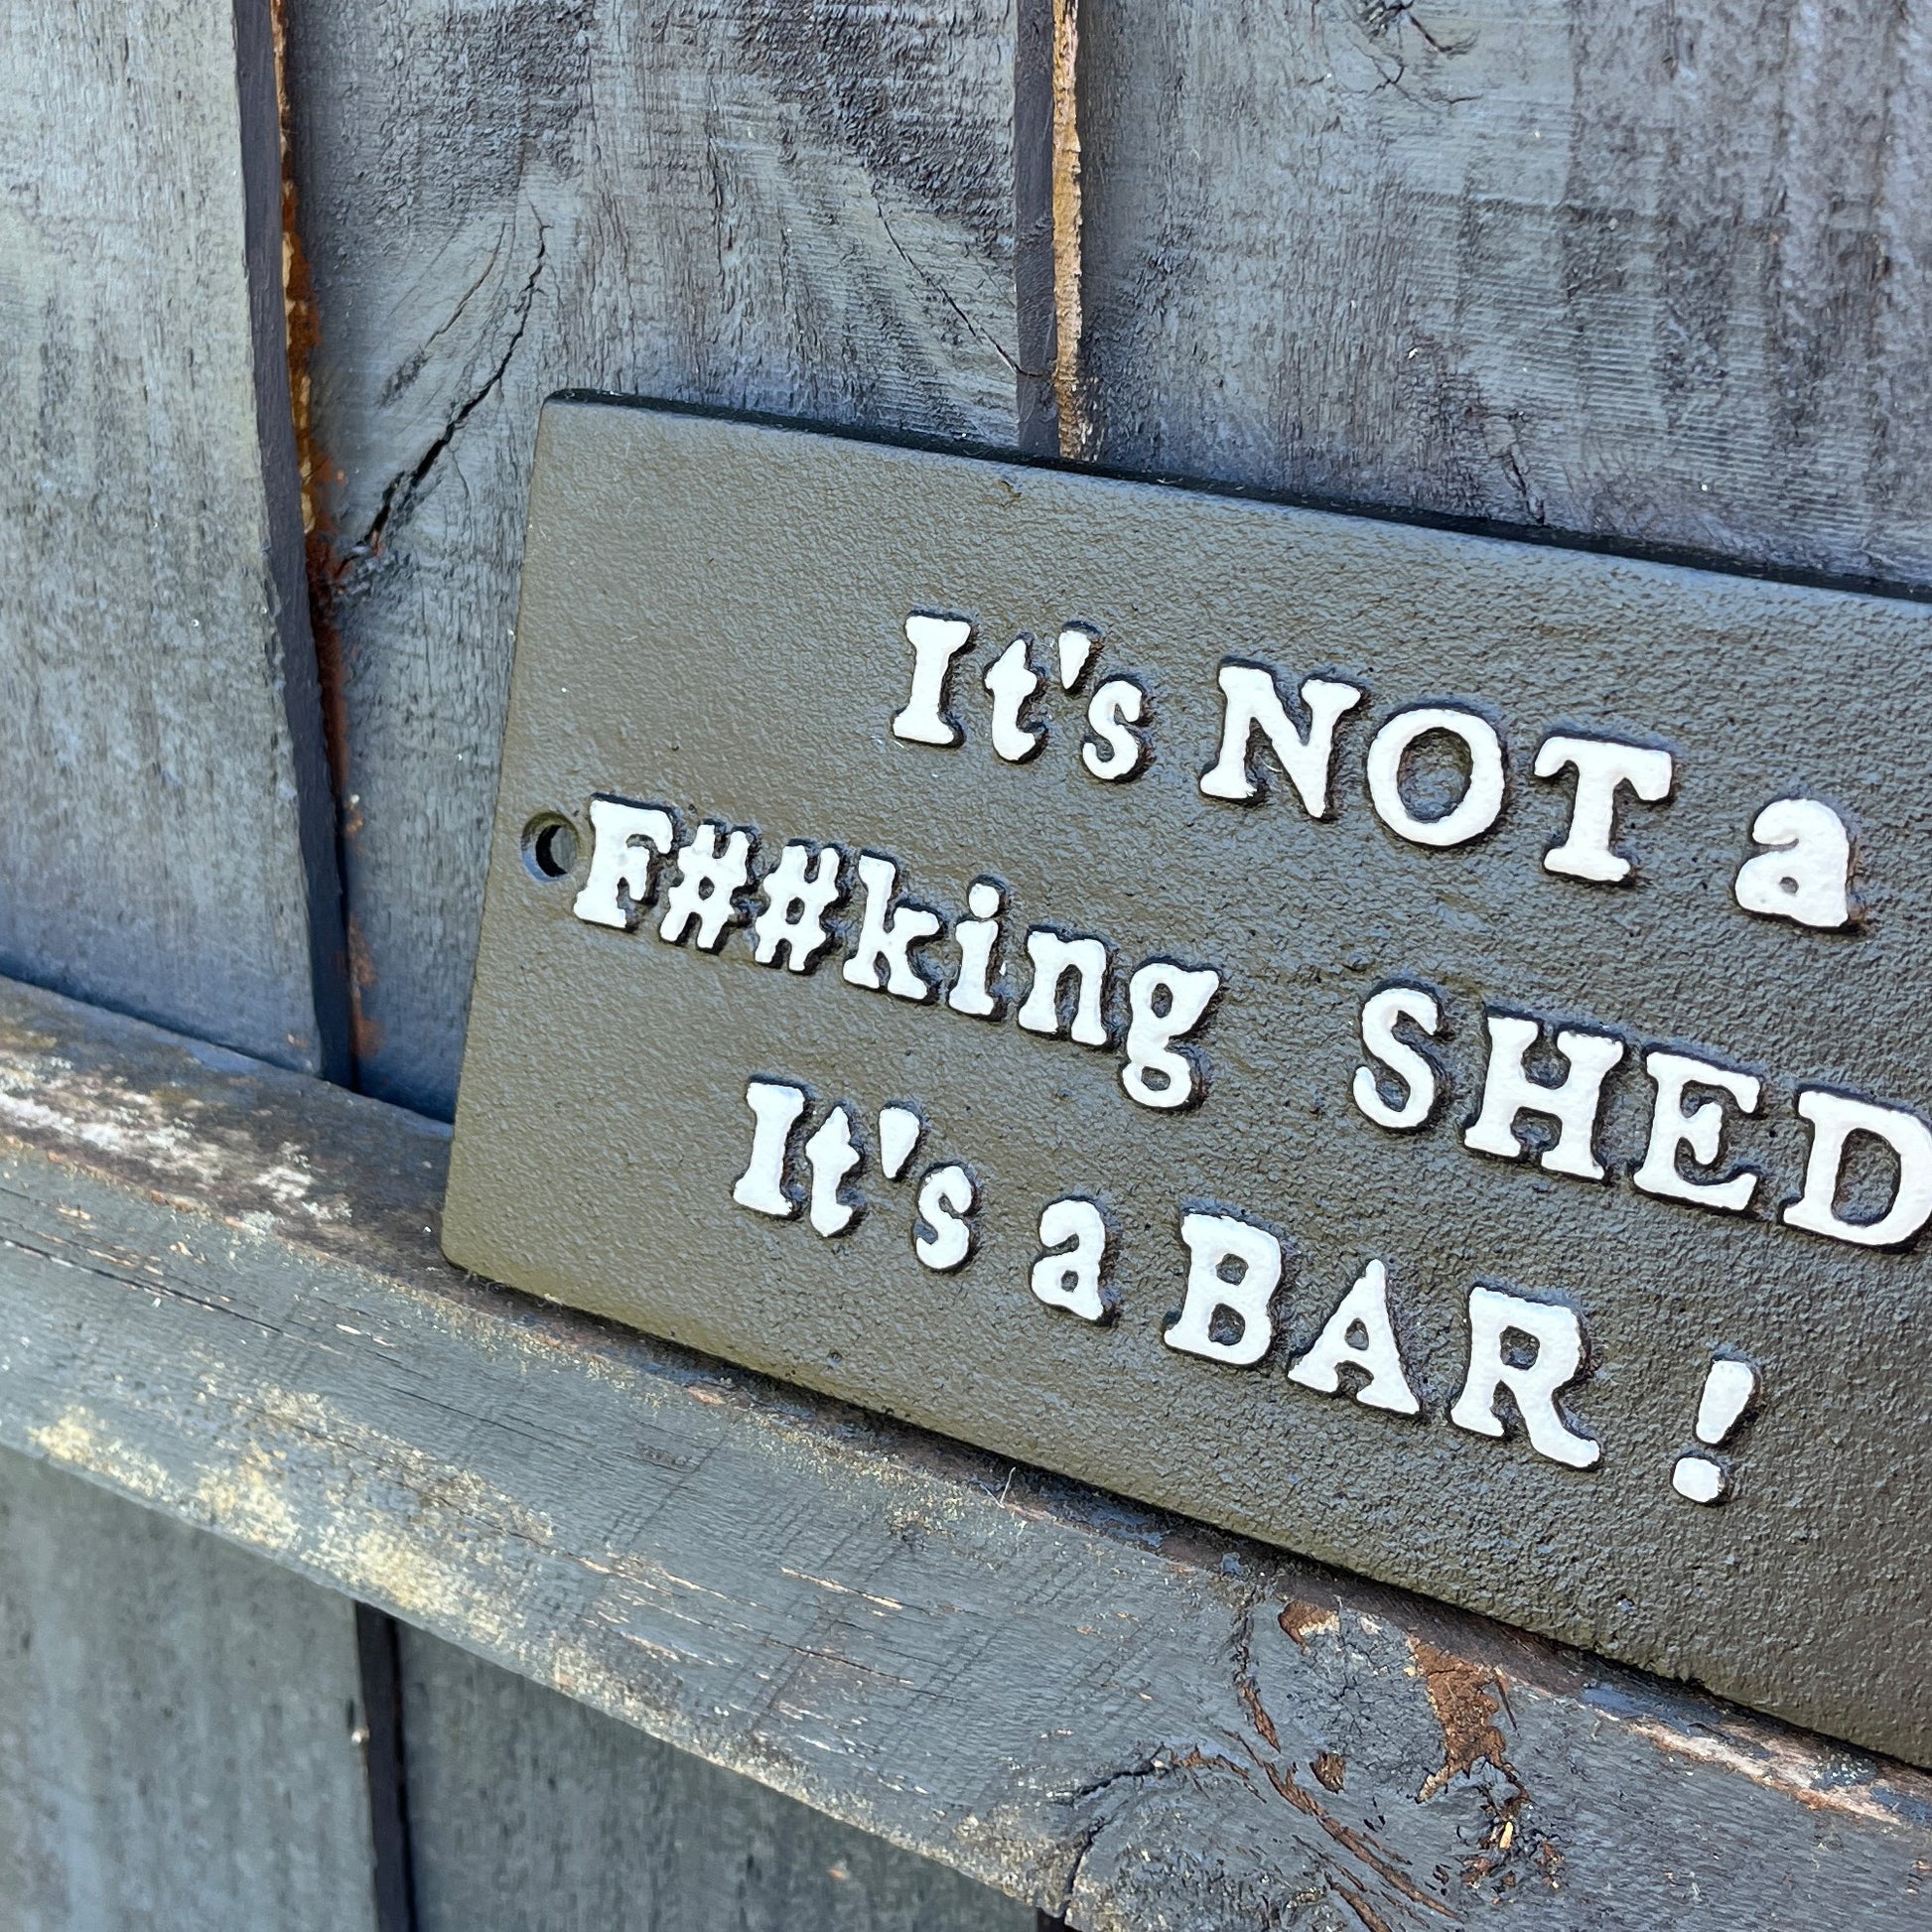 It's NOT a
F##king SHED
It's a BAR !